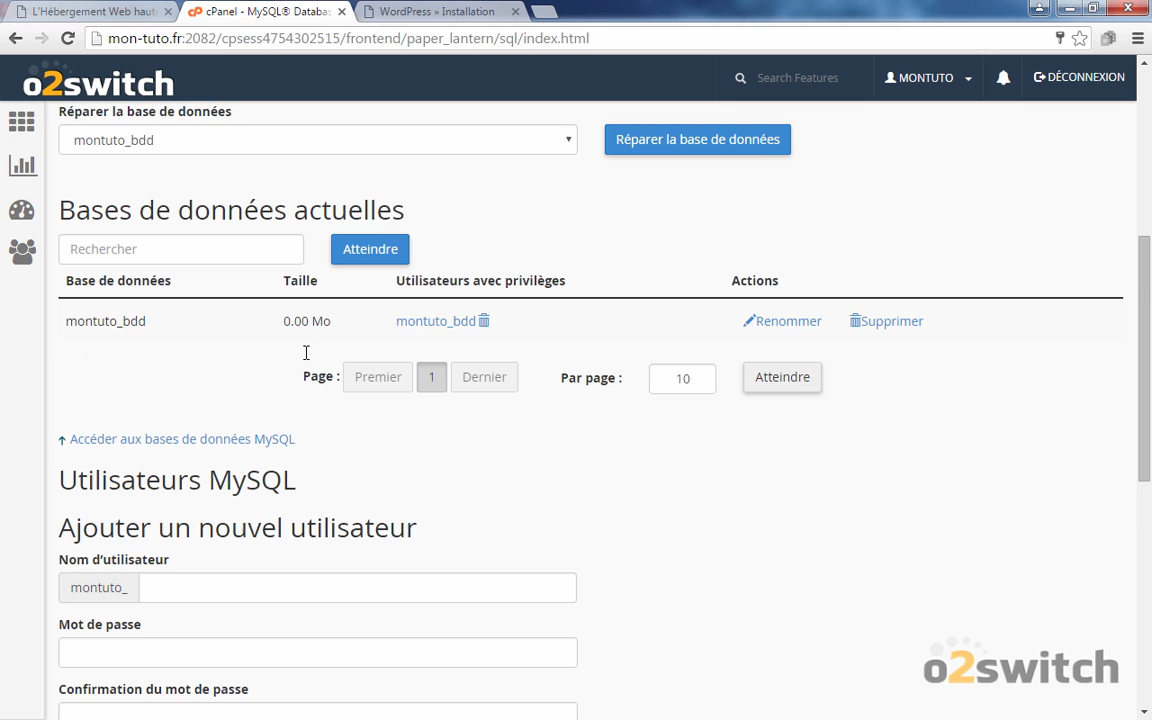 L'Hébergement Web haut
cPanel - MySQL® Databa
WordPress » Installation
mon-tuto.fr:2082/cpsess4754302515/frontend/paper_lantern/sql/index.html
o2switch
Search Features
MONTUTO
DÉCONNEXION
Réparer la base de données
montuto_bdd
Réparer la base de données
Bases de données actuelles
Rechercher
Atteindre
Base de données Taille Utilisateurs avec privilèges Actions
montuto_bdd 0.00 Mo montuto_bdd Renommer Supprimer
Page : Premier 1 Dernier Par page : 10 Atteindre
Accéder aux bases de données MySQL
Utilisateurs MySQL
Ajouter un nouvel utilisateur
Nom d'utilisateur
montuto_
Mot de passe
o2switch
Confirmation du mot de passe